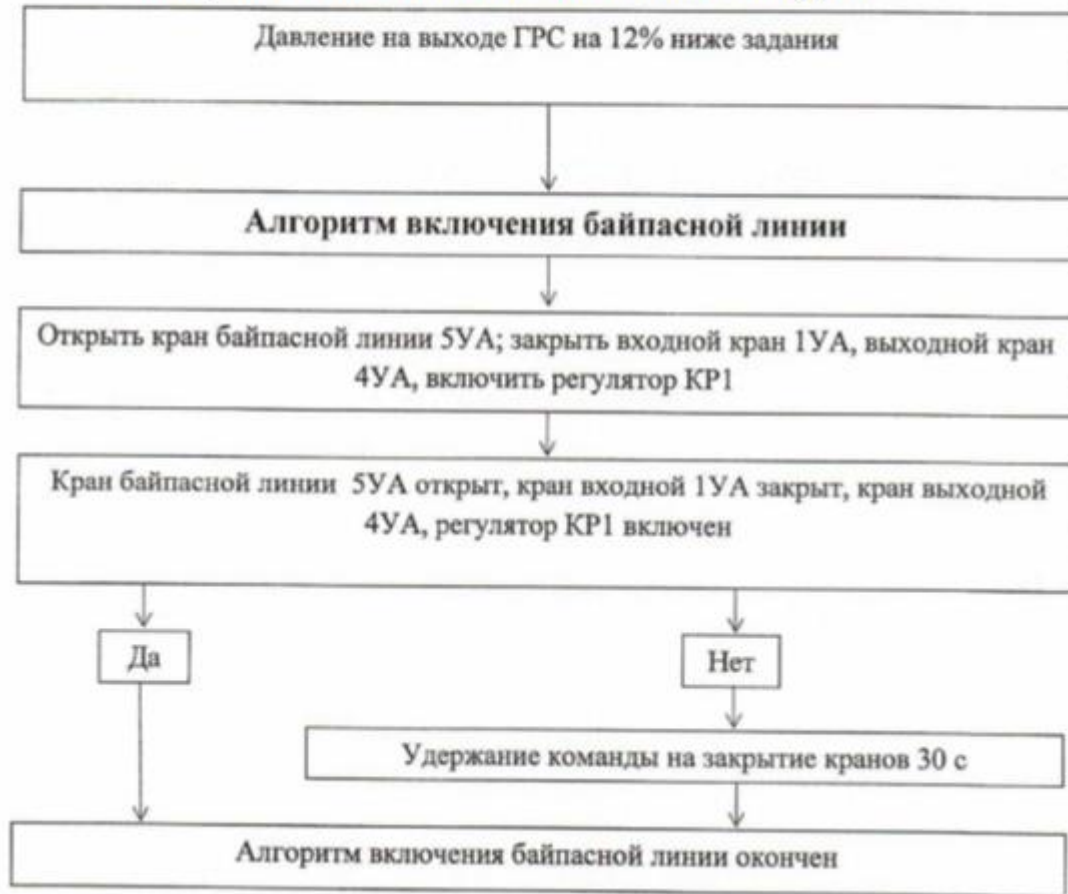 Давление на выходе ГРС на 12% ниже задания
Алгоритм включения байпасной линии
Открыть кран байпасной линии 5УА; закрыть входной кран 1УА, выходной кран
4УА, включить регулятор КР1
Кран байпасной линии 5УА открыт, кран входной 1УА закрыт, кран выходной
4УА, регулятор КР1 включен
Да
Нет
Удержание команды на закрытие кранов 30 с
Алгоритм включения байпасной линии окончен